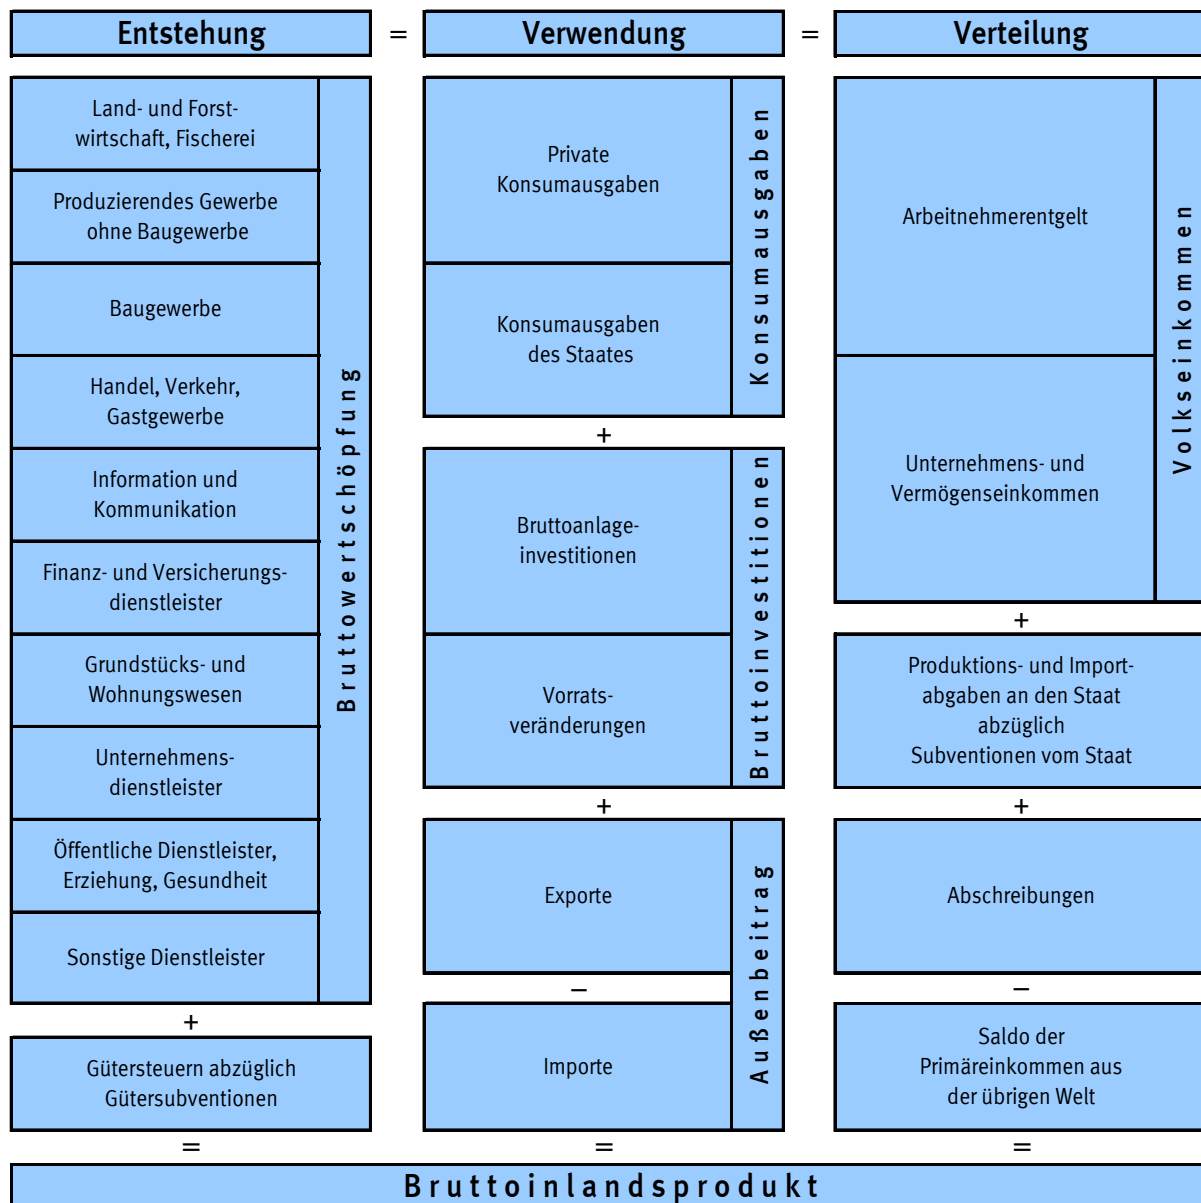 Entstehung = Verwendung = Verteilung
Land- und Forst-
wirtschaft, Fischerei
Produzierendes Gewerbe
ohne Baugewerbe
Baugewerbe
Handel, Verkehr,
Gastgewerbe
Information und
Kommunikation
Finanz- und Versicherungs-
dienstleister
Grundstücks- und
Wohnungswesen
Unternehmens-
dienstleister
Öffentliche Dienstleister,
Erziehung, Gesundheit
Sonstige Dienstleister
Bruttowertschöpfung
+
Gütersteuern abzüglich
Gütersubventionen
=
Private
Konsumausgaben
Konsumausgaben
des Staates
Konsumausgaben
+
Bruttoanlage-
investitionen
Vorrats-
veränderungen
Bruttoinvestitionen
+
Exporte
–
Importe
Außenbeitrag
=
Arbeitnehmerentgelt
Unternehmens- und
Vermögenseinkommen
Volkseinkommen
+
Produktions- und Import-
abgaben an den Staat
abzüglich
Subventionen vom Staat
+
Abschreibungen
–
Saldo der
Primäreinkommen aus
der übrigen Welt
=
Bruttoinlandsprodukt